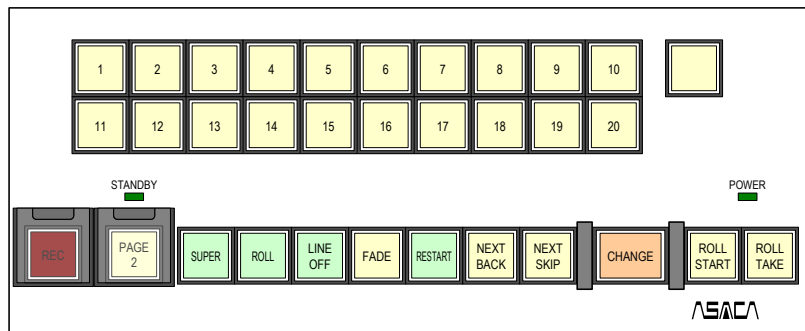 1 2 3 4 5 6 7 8 9 10
11 12 13 14 15 16 17 18 19 20
STANDBY POWER
REC
PAGE
2
SUPER
ROLL
LINE
OFF
FADE
RESTART
NEXT
BACK
NEXT
SKIP
CHANGE
ROLL
START
ROLL
TAKE
ASACA